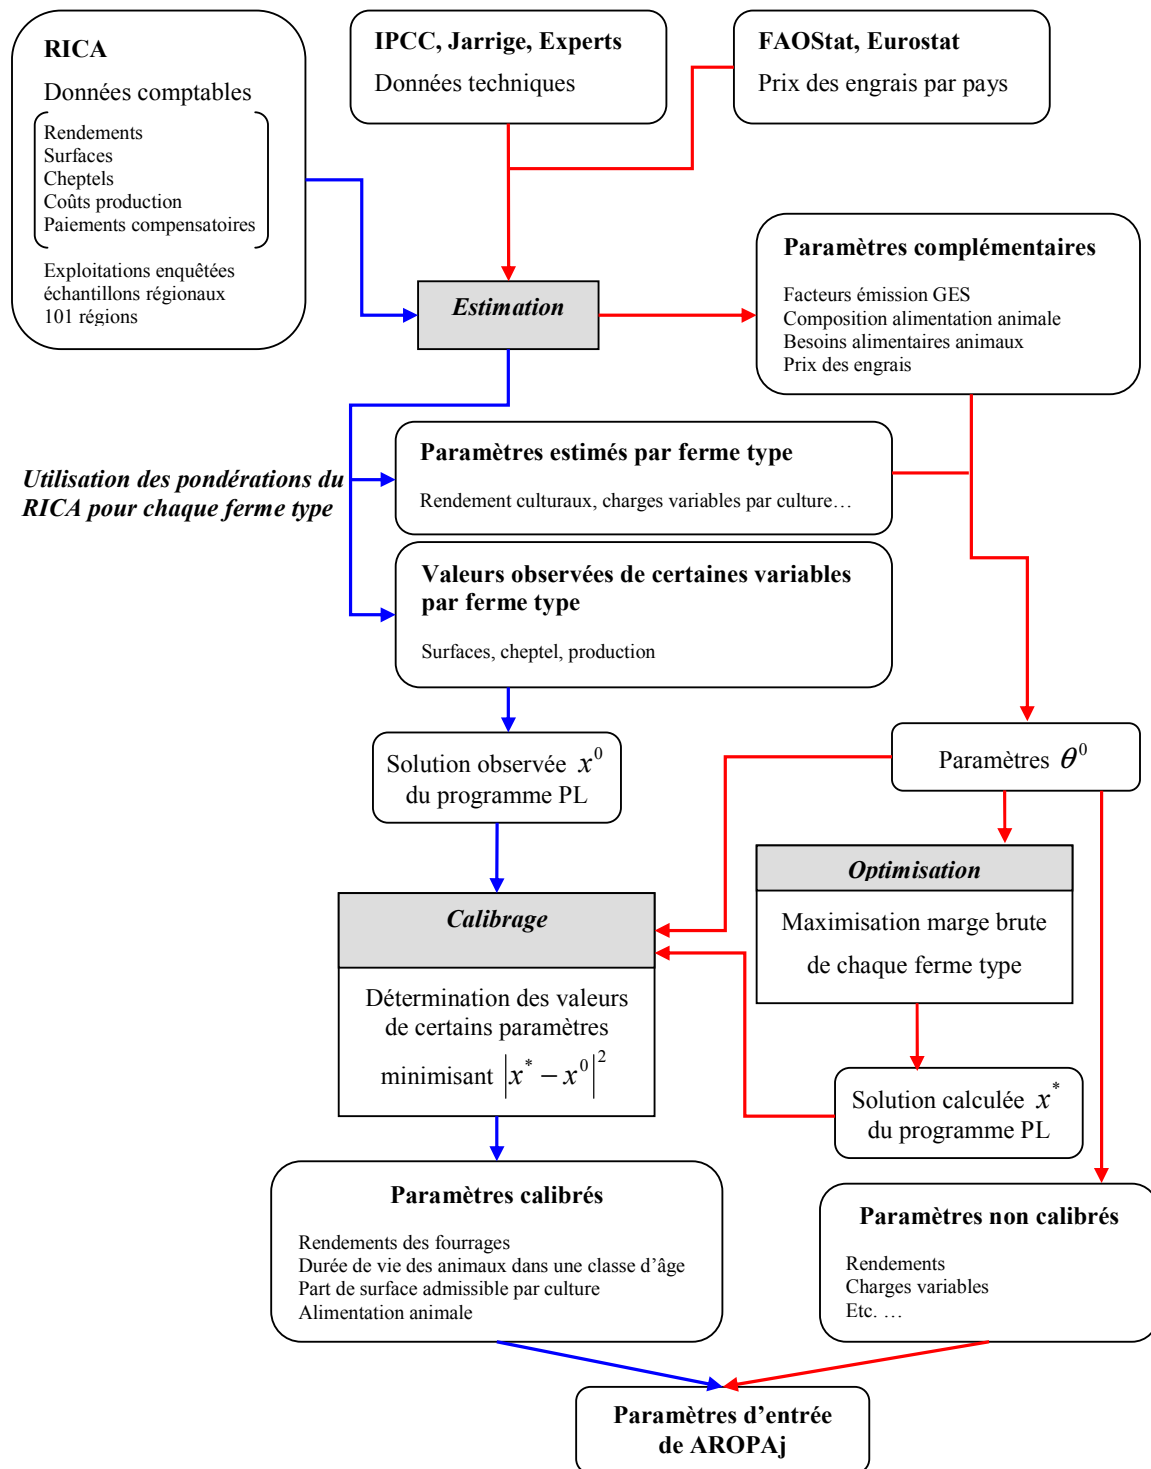 RICA
Données comptables
Rendements
Surfaces
Cheptels
Coûts production
Paiements compensatoires
Exploitations enquêtées
échantillons régionaux
101 régions
IPCC, Jarrige, Experts
Données techniques
FAOStat, Eurostat
Prix des engrais par pays
Estimation
Paramètres complémentaires
Facteurs émission GES
Composition alimentation animale
Besoins alimentaires animaux
Prix des engrais
Utilisation des pondérations du
RICA pour chaque ferme type
Paramètres estimés par ferme type
Rendement culturaux, charges variables par culture…
Valeurs observées de certaines variables
par ferme type
Surfaces, cheptel, production
Solution observée x⁰
du programme PL
Paramètres θ⁰
Optimisation
Maximisation marge brute
de chaque ferme type
Calibrage
Détermination des valeurs
de certains paramètres
minimisant |x* − x⁰|²
Solution calculée x*
du programme PL
Paramètres calibrés
Rendements des fourrages
Durée de vie des animaux dans une classe d’âge
Part de surface admissible par culture
Alimentation animale
Paramètres non calibrés
Rendements
Charges variables
Etc. …
Paramètres d’entrée
de AROPAj